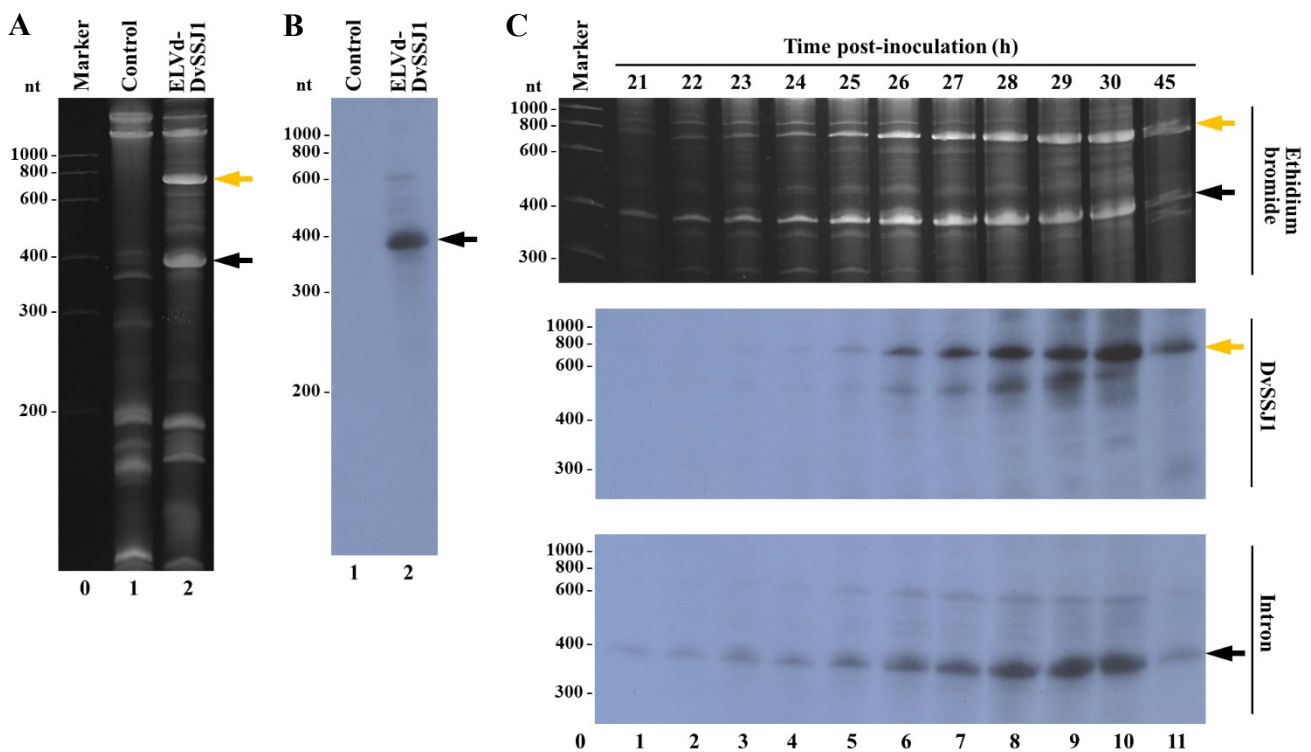 A
Marker
Control
ELVd-
DvSSJ1
nt
1000
800
600
400
300
200
0 1 2
B
Control
ELVd-
DvSSJ1
nt
1000
800
600
400
300
200
1 2
C
Marker
Time post-inoculation (h)
nt
21 22 23 24 25 26 27 28 29 30 45
1000
800
600
400
300
Ethidium
bromide
1000
800
600
400
300
DvSSJ1
1000
800
600
400
300
Intron
0 1 2 3 4 5 6 7 8 9 10 11